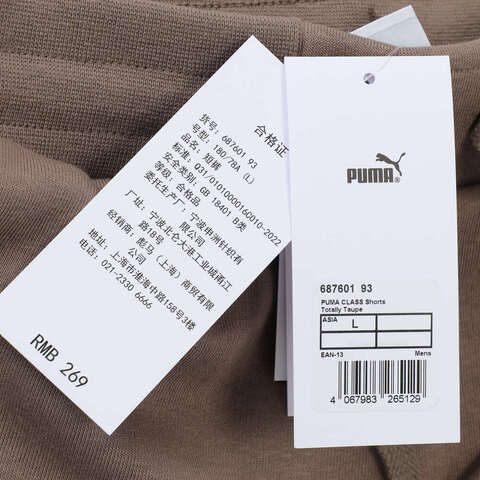 合格证
货号: 687601 93
号型: 180/78A (L)
品名: 短裤
标准: Q31/0101000160010-2022
安全类别: GB 18401 B类
等级: 合格品
委托生产厂: 宁波申洲针织有
限公司
厂址: 宁波北仑大港工业城甬江
路18号
经销商: 彪马(上海)商贸有限公司
地址: 上海市淮海中路158号3楼
电话: 021-2330 6666
RMB 269
PUMA
687601 93
PUMA CLASS Shorts
Totally Taupe
ASIA L
EAN-13 Mens
4 067983 265129